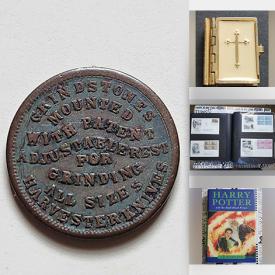 GRINDSTONES
MOUNTED
WITH PATENT
ADJUSTABLE REST
FOR
GRINDING
ALL SIZES
HARVESTER KNIVES
HARRY
POTTER